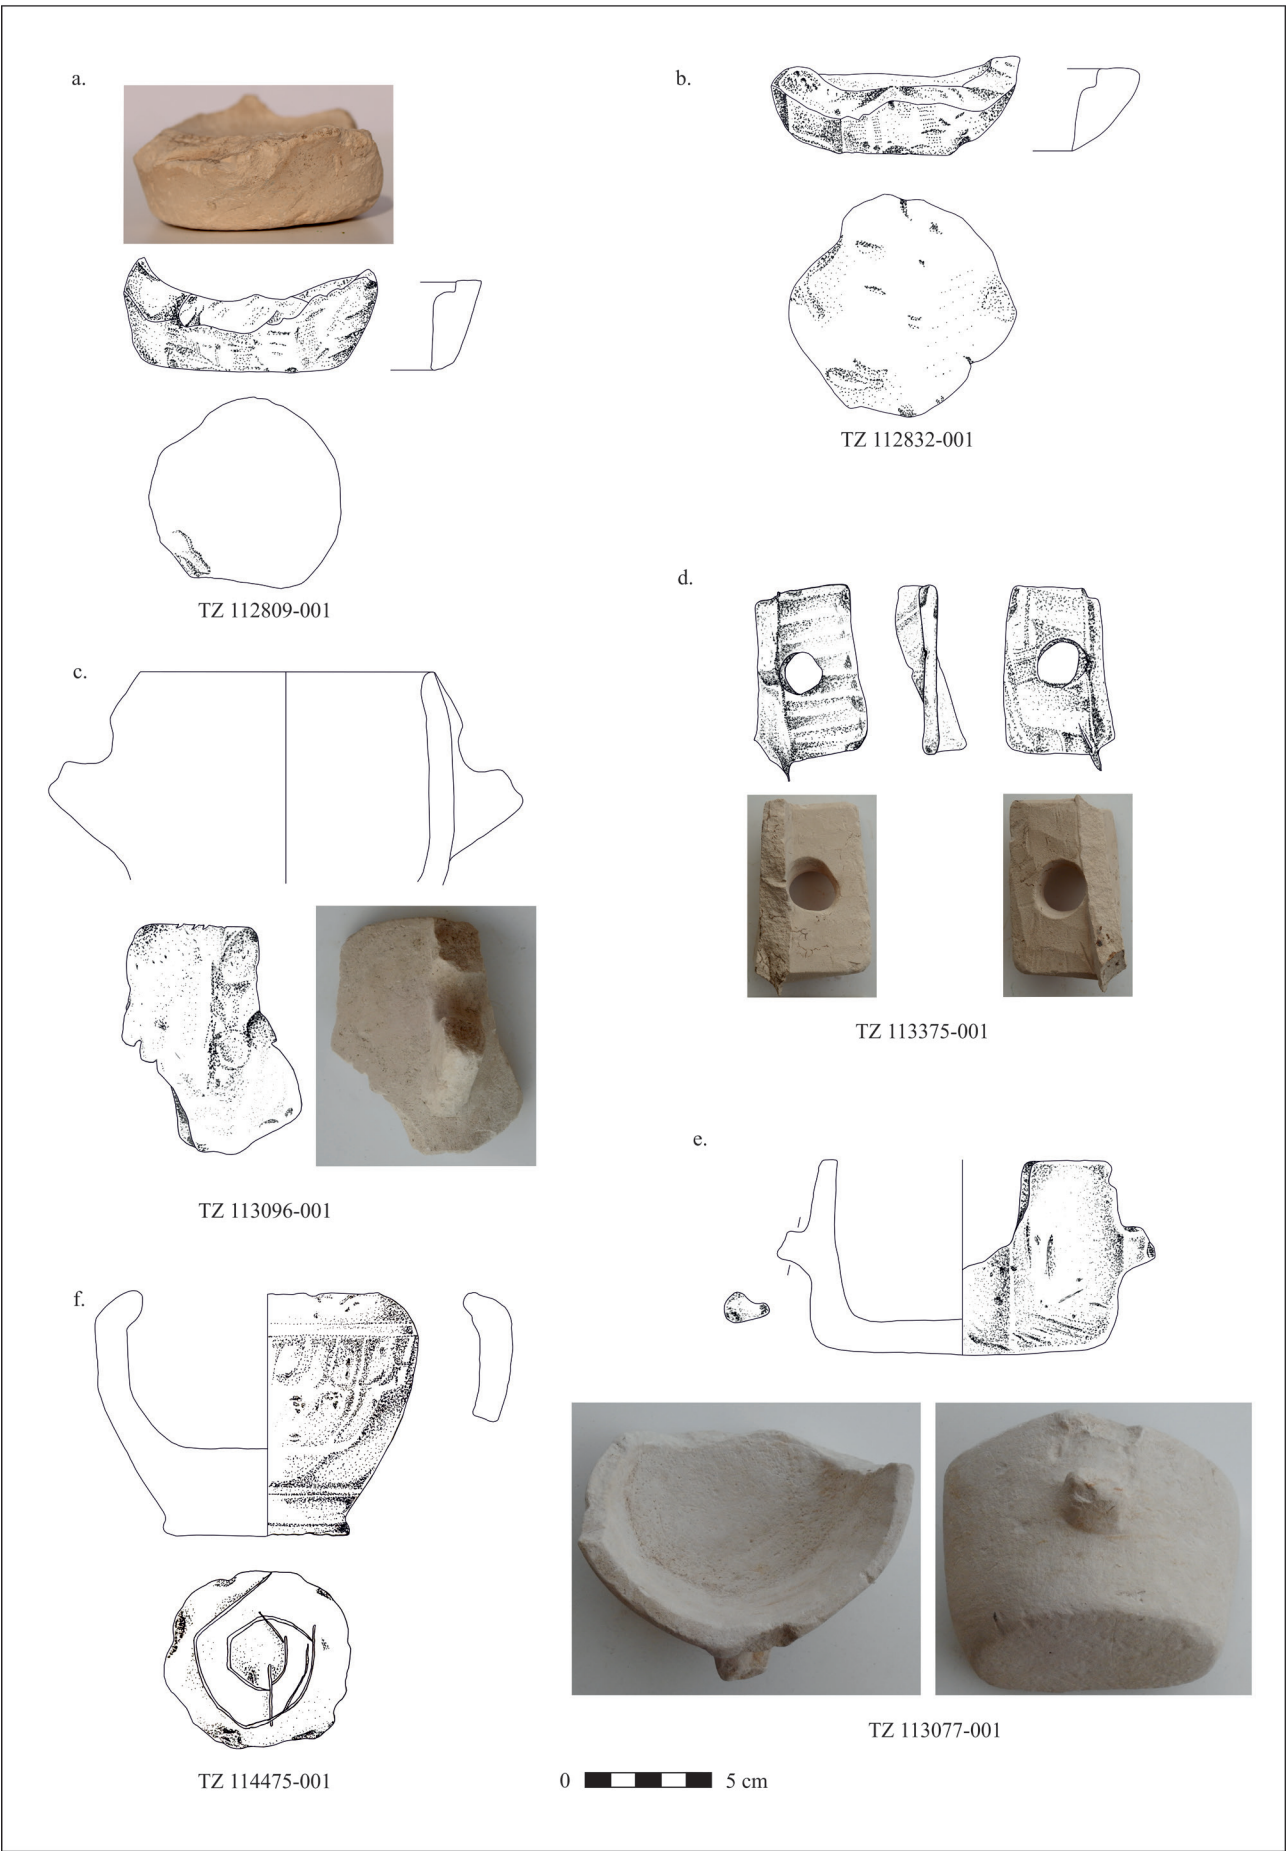 a.
TZ 112809-001
b.
TZ 112832-001
c.
TZ 113096-001
d.
TZ 113375-001
e.
TZ 113077-001
f.
TZ 114475-001
0 5 cm